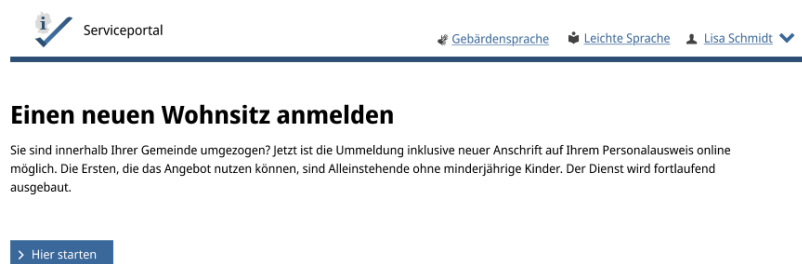 Serviceportal
Gebärdensprache Leichte Sprache Lisa Schmidt
Einen neuen Wohnsitz anmelden
Sie sind innerhalb Ihrer Gemeinde umgezogen? Jetzt ist die Ummeldung inklusive neuer Anschrift auf Ihrem Personalausweis online
möglich. Die Ersten, die das Angebot nutzen können, sind Alleinstehende ohne minderjährige Kinder. Der Dienst wird fortlaufend
ausgebaut.
Hier starten